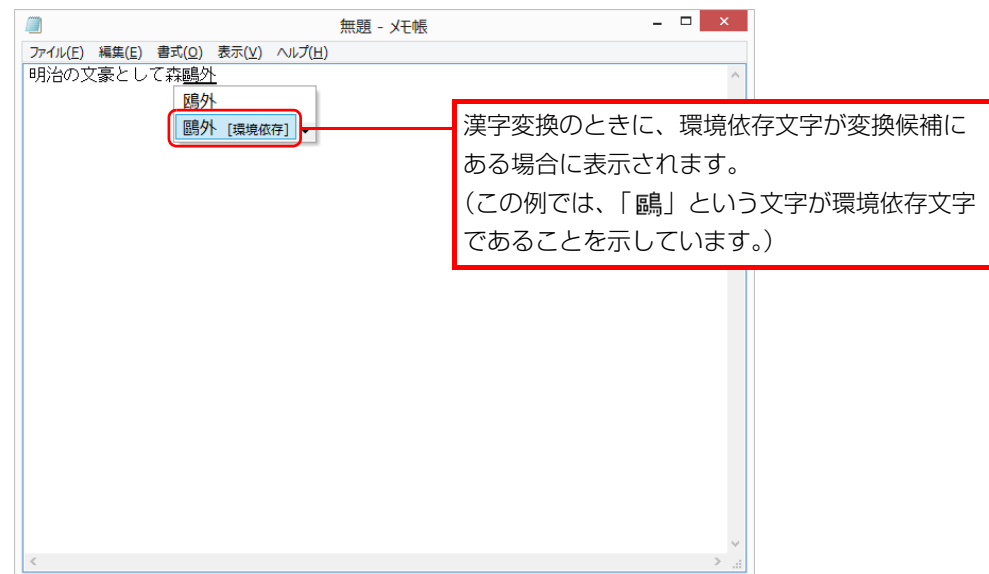 無題 - メモ帳
ファイル(F) 編集(E) 書式(O) 表示(V) ヘルプ(H)
明治の文豪として森鷗外
鴎外
鷗外 [環境依存]
漢字変換のときに、環境依存文字が変換候補に
ある場合に表示されます。
(この例では、「鷗」という文字が環境依存文字
であることを示しています。)